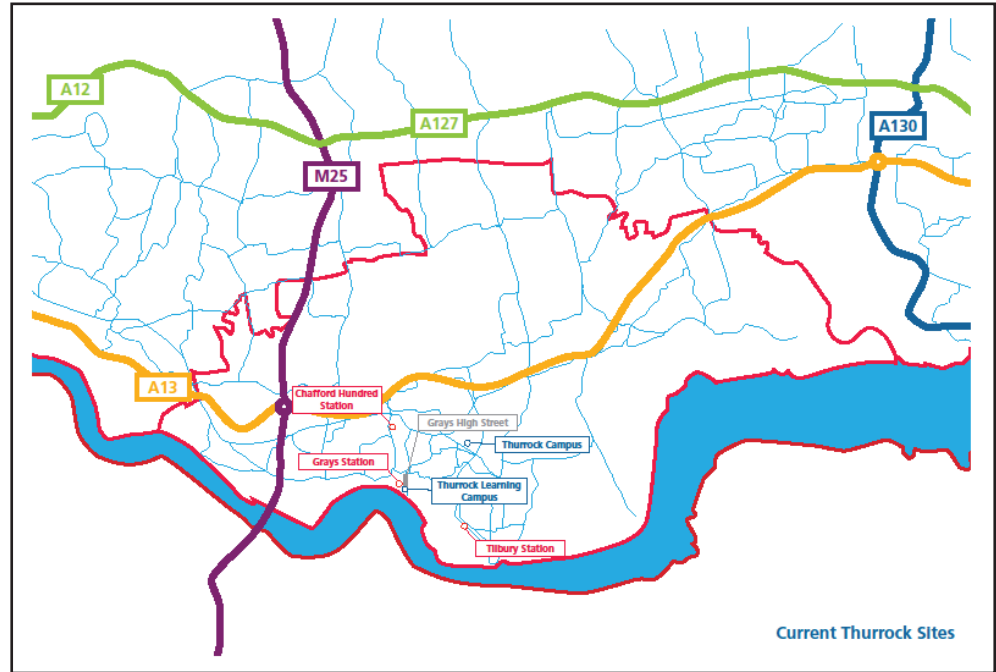 A12
A127
A130
M25
A13
Chafford Hundred
Station
Grays High Street
Thurrock Campus
Grays Station
Thurrock Learning
Campus
Tilbury Station
Current Thurrock Sites